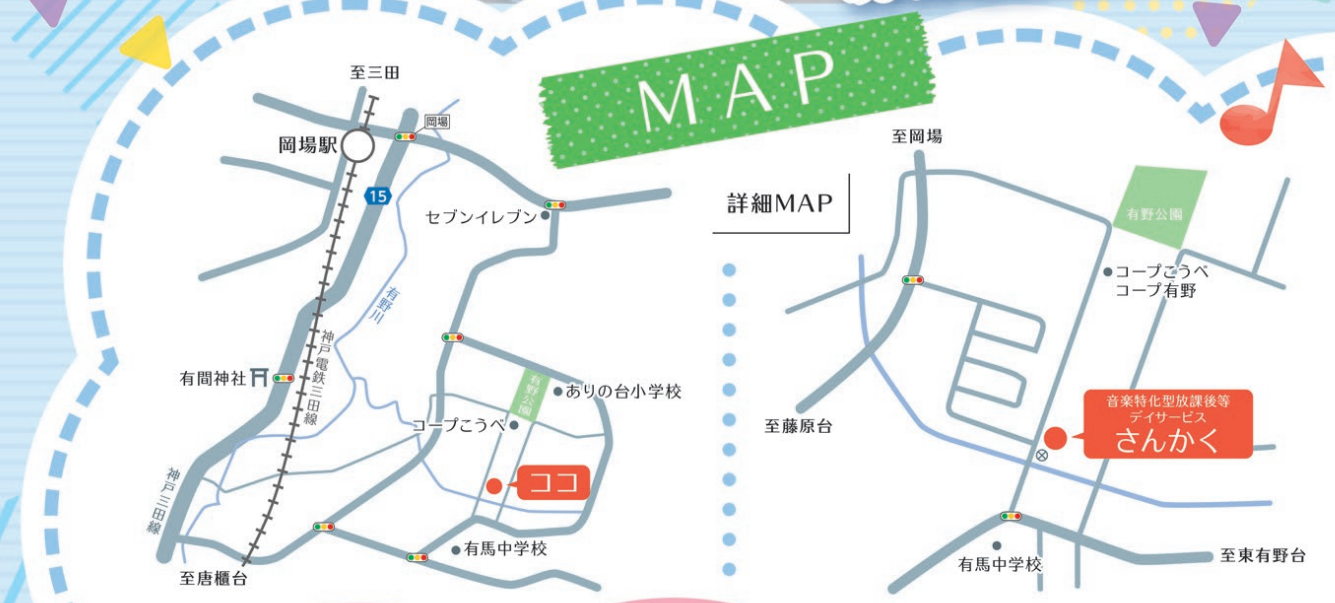 MAP
至三田
岡場
岡場駅
15
セブンイレブン
有野川
神戸電鉄三田線
有間神社
有野公園
ありの台小学校
コープこうべ
ココ
神戸三田線
有馬中学校
至唐櫃台
詳細MAP
至岡場
有野公園
コープこうべ
コープ有野
至藤原台
音楽特化型放課後等
デイサービス
さんかく
有馬中学校
至東有野台